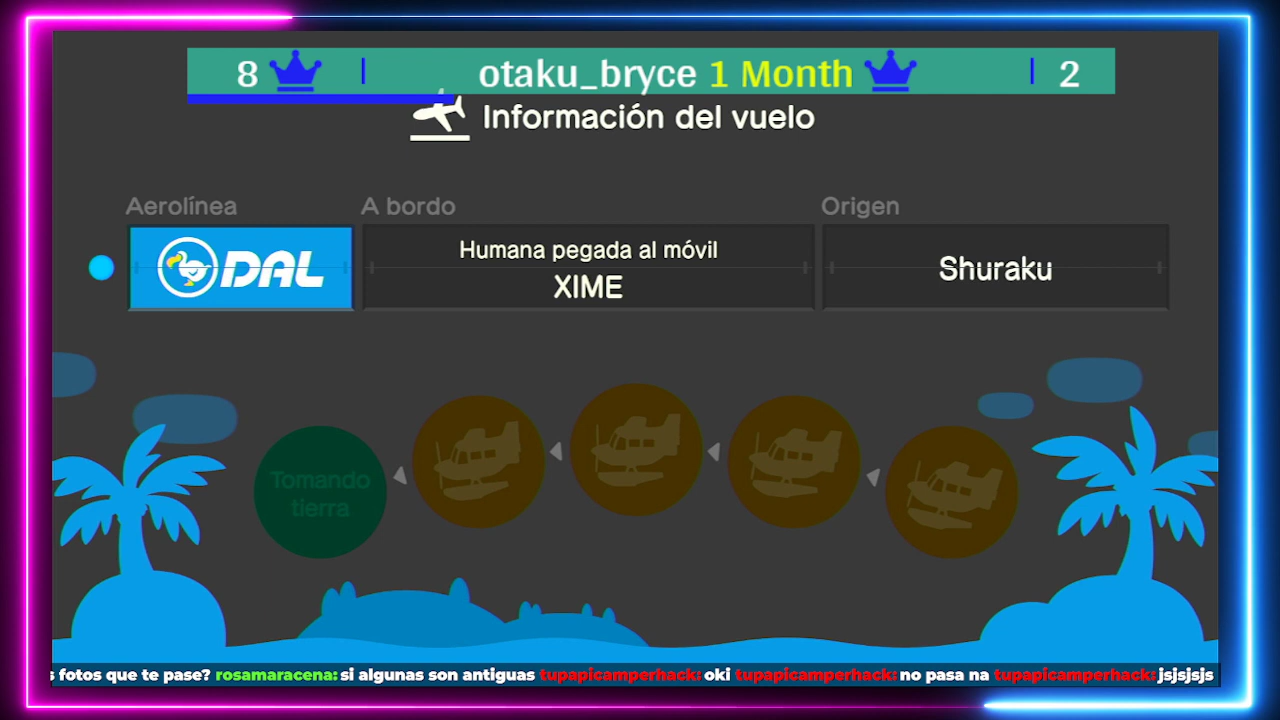 8 otaku_bryce 1 Month 2
Información del vuelo
Aerolínea A bordo Origen
DAL
Humana pegada al móvil
XIME
Shuraku
Tomando
tierra
s fotos que te pase? rosamaracena: si algunas son antiguas tupapicamperhack: oki tupapicamperhack: no pasa na tupapicamperhack: jsjsjsjs